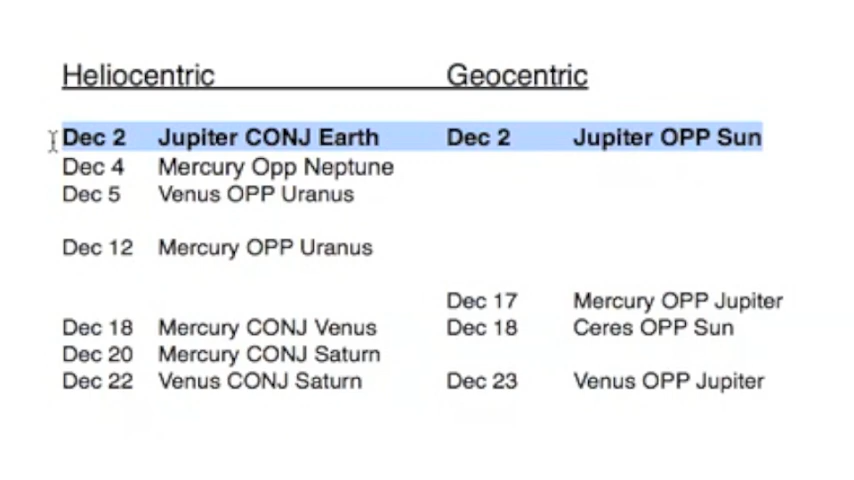 Heliocentric Geocentric
Dec 2 Jupiter CONJ Earth Dec 2 Jupiter OPP Sun
Dec 4 Mercury Opp Neptune
Dec 5 Venus OPP Uranus
Dec 12 Mercury OPP Uranus
Dec 17 Mercury OPP Jupiter
Dec 18 Mercury CONJ Venus Dec 18 Ceres OPP Sun
Dec 20 Mercury CONJ Saturn
Dec 22 Venus CONJ Saturn Dec 23 Venus OPP Jupiter